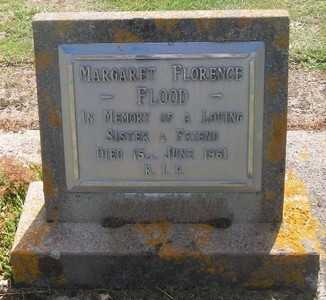 MARGARET FLORENCE
– FLOOD –
IN MEMORY OF A LOVING
SISTER & FRIEND
DIED 15TH JUNE 1961
R.I.P.